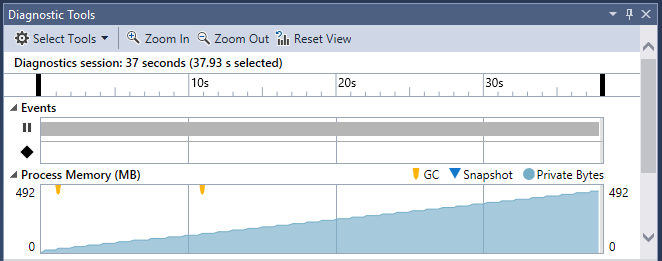 Diagnostic Tools
Select Tools Zoom In Zoom Out Reset View
Diagnostics session: 37 seconds (37.93 s selected)
10s 20s 30s
Events
Process Memory (MB) GC Snapshot Private Bytes
492 492
0 0